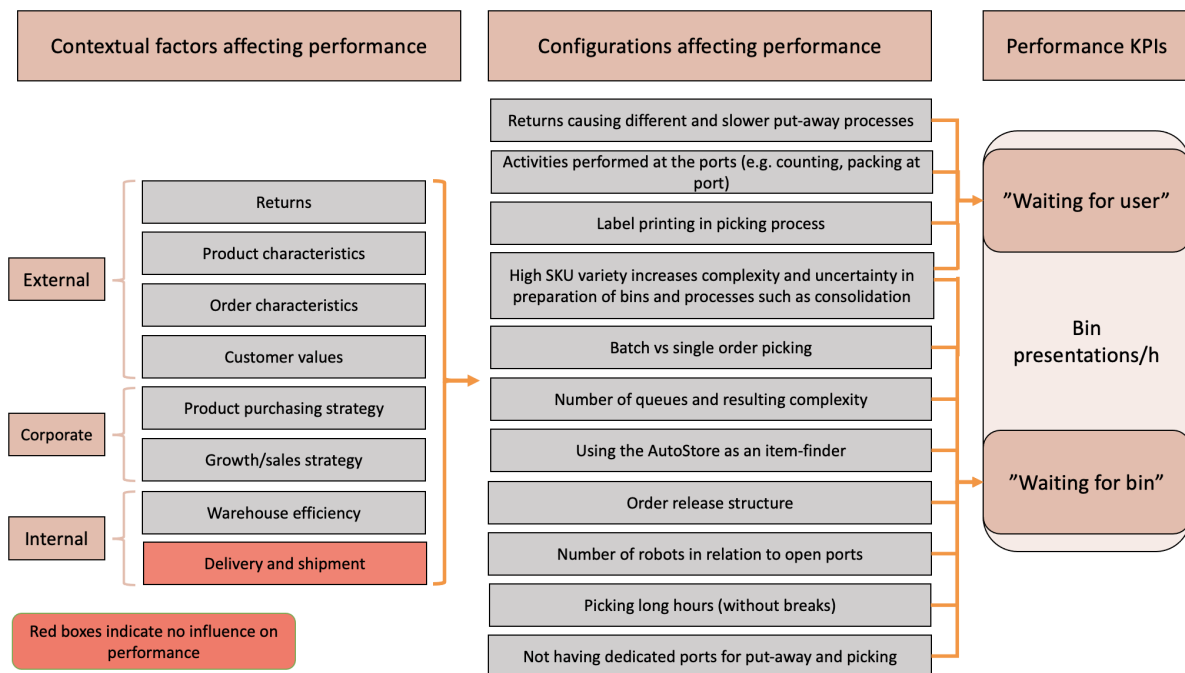 Contextual factors affecting performance
Configurations affecting performance
Performance KPIs
External
Returns
Product characteristics
Order characteristics
Customer values
Corporate
Product purchasing strategy
Growth/sales strategy
Internal
Warehouse efficiency
Delivery and shipment
Red boxes indicate no influence on
performance
Returns causing different and slower put-away processes
Activities performed at the ports (e.g. counting, packing at
port)
Label printing in picking process
High SKU variety increases complexity and uncertainty in
preparation of bins and processes such as consolidation
Batch vs single order picking
Number of queues and resulting complexity
Using the AutoStore as an item-finder
Order release structure
Number of robots in relation to open ports
Picking long hours (without breaks)
Not having dedicated ports for put-away and picking
”Waiting for user”
Bin
presentations/h
”Waiting for bin”